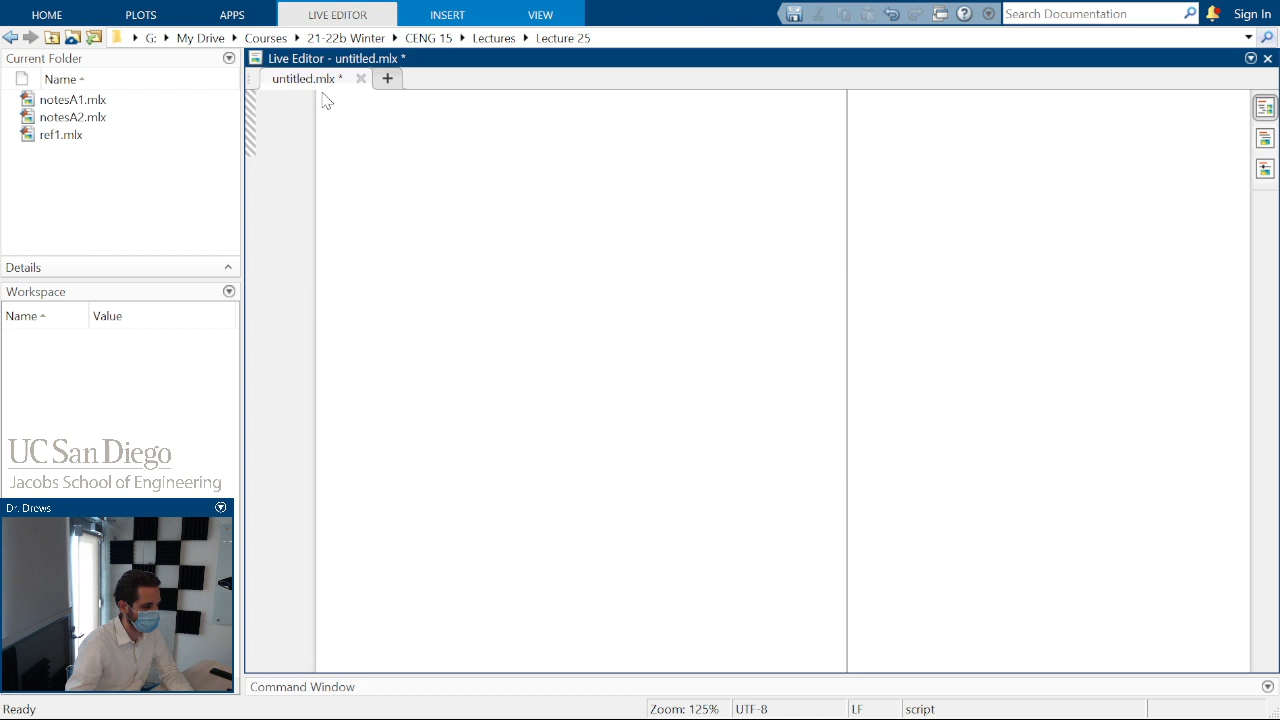 HOME PLOTS APPS LIVE EDITOR INSERT VIEW Search Documentation Sign In
G: My Drive Courses 21-22b Winter CENG 15 Lectures Lecture 25
Current Folder
Name
notesA1.mlx
notesA2.mlx
ref1.mlx
Details
Workspace
Name Value
UC San Diego
Jacobs School of Engineering
Dr. Drews
Live Editor - untitled.mlx *
untitled.mlx *
Command Window
Ready Zoom: 125% UTF-8 LF script